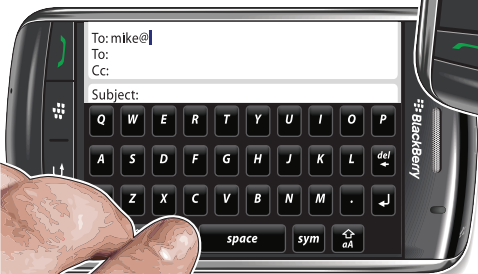 To: mike@
To:
Cc:
Subject:
Q W E R T Y U I O P
A S D F G H J K L del
Z X C V B N M .
space sym aA
BlackBerry